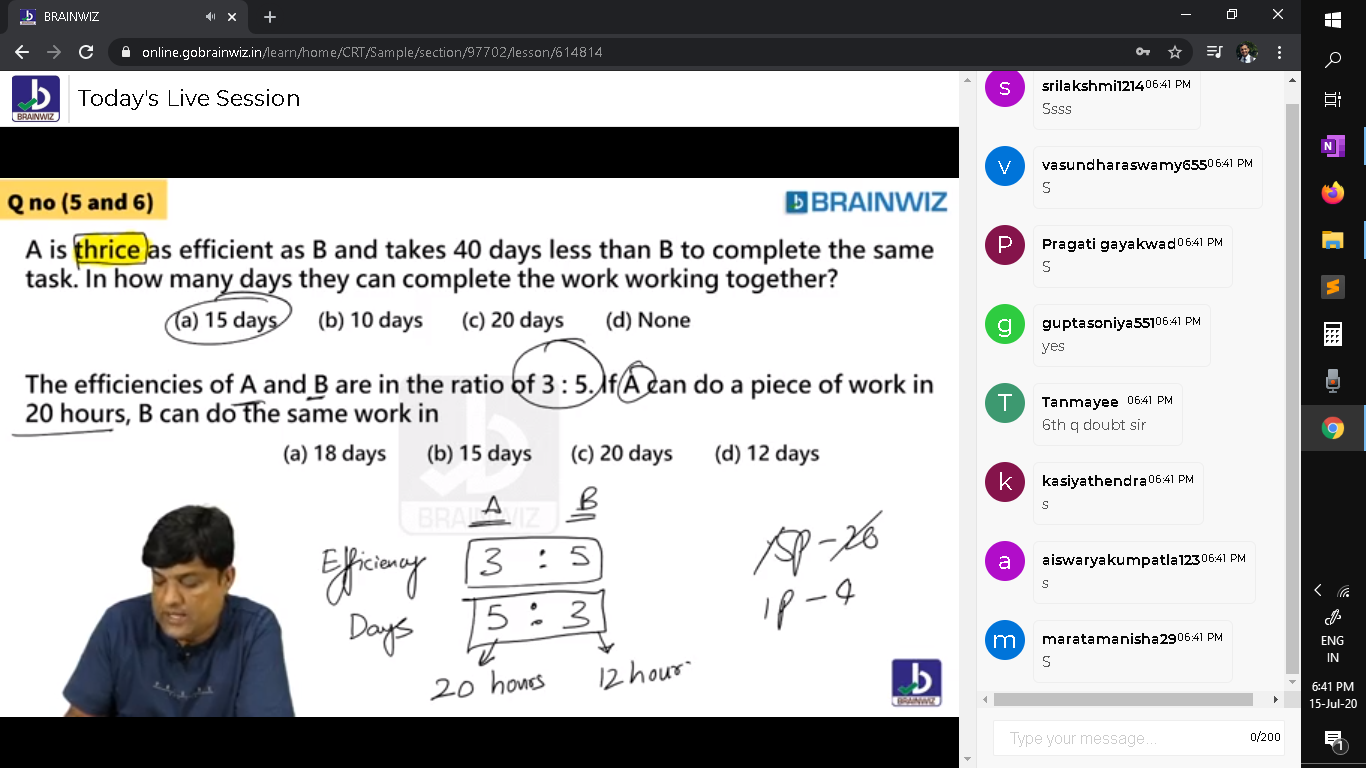 BRAINWIZ
online.gobrainwiz.in/learn/home/CRT/Sample/section/97702/lesson/614814
BRAINWIZ
Today's Live Session
Q no (5 and 6)
BRAINWIZ
A is thrice as efficient as B and takes 40 days less than B to complete the same
task. In how many days they can complete the work working together?
(a) 15 days (b) 10 days (c) 20 days (d) None
The efficiencies of A and B are in the ratio of 3 : 5. If A can do a piece of work in
20 hours, B can do the same work in
(a) 18 days (b) 15 days (c) 20 days (d) 12 days
BRAINWIZ
A B
Efficiency 3 : 5
Days 5 : 3
20 hours 12 hour
5p - 20
1p - 4
BRAINWIZ
s
srilakshmi1214 06:41 PM
Ssss
v
vasundharaswamy655 06:41 PM
S
P
Pragati gayakwad 06:41 PM
S
g
guptasoniya551 06:41 PM
yes
T
Tanmayee 06:41 PM
6th q doubt sir
k
kasiyathendra 06:41 PM
s
a
aiswaryakumpatla123 06:41 PM
s
m
maratamanisha29 06:41 PM
S
Type your message... 0/200
ENG
IN
6:41 PM
15-Jul-20
1